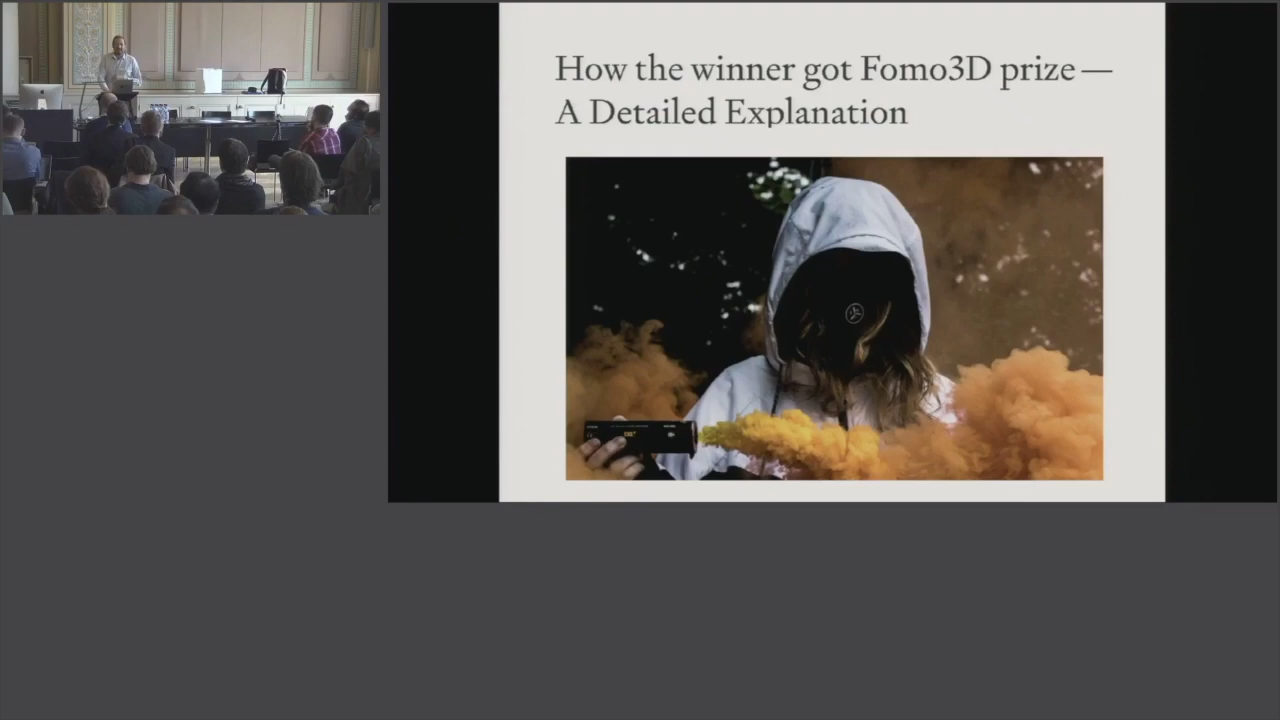 How the winner got Fomo3D prize —
A Detailed Explanation